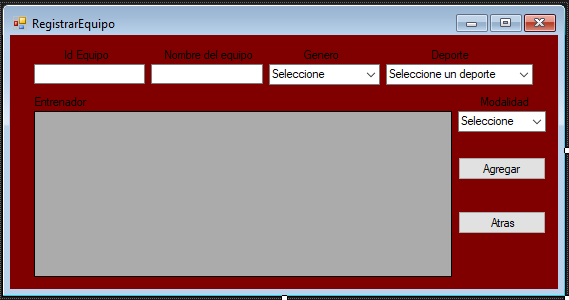 RegistrarEquipo
Id Equipo Nombre del equipo Genero Deporte
Seleccione Seleccione un deporte
Entrenador Modalidad
Seleccione
Agregar
Atras